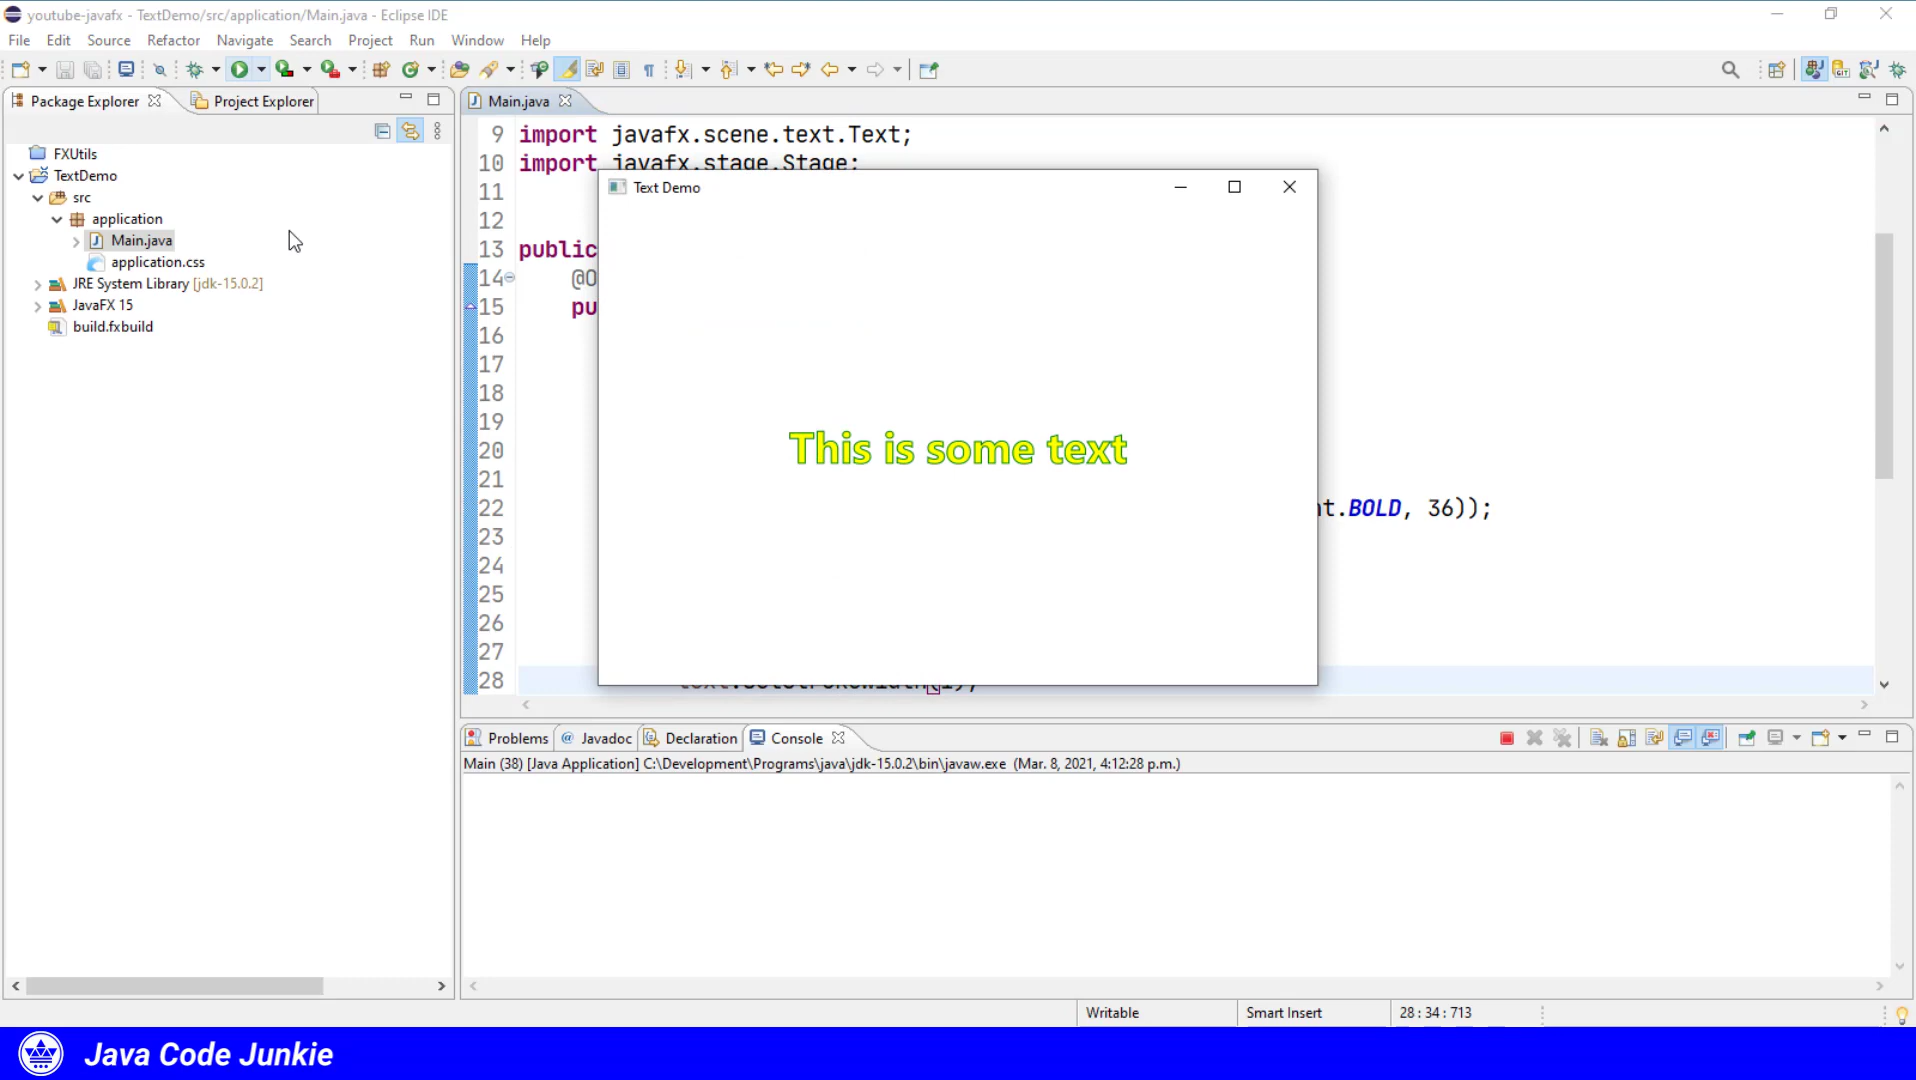 youtube-javafx - TextDemo/src/application/Main.java - Eclipse IDE
File Edit Source Refactor Navigate Search Project Run Window Help
Package Explorer Project Explorer
FXUtils
TextDemo
src
application
Main.java
application.css
JRE System Library [jdk-15.0.2]
JavaFX 15
build.fxbuild
Main.java
9 import javafx.scene.text.Text;
10 import javafx.stage.Stage;
11
12
13 public
14 @O
15 pu
16
17
18
19
20
21
22 nt.BOLD, 36));
23
24
25
26
27
28 text.setStrokeWidth(1);
Text Demo
This is some text
Problems Javadoc Declaration Console
Main (38) [Java Application] C:\Development\Programs\java\jdk-15.0.2\bin\javaw.exe (Mar. 8, 2021, 4:12:28 p.m.)
Writable Smart Insert 28 : 34 : 713
Java Code Junkie